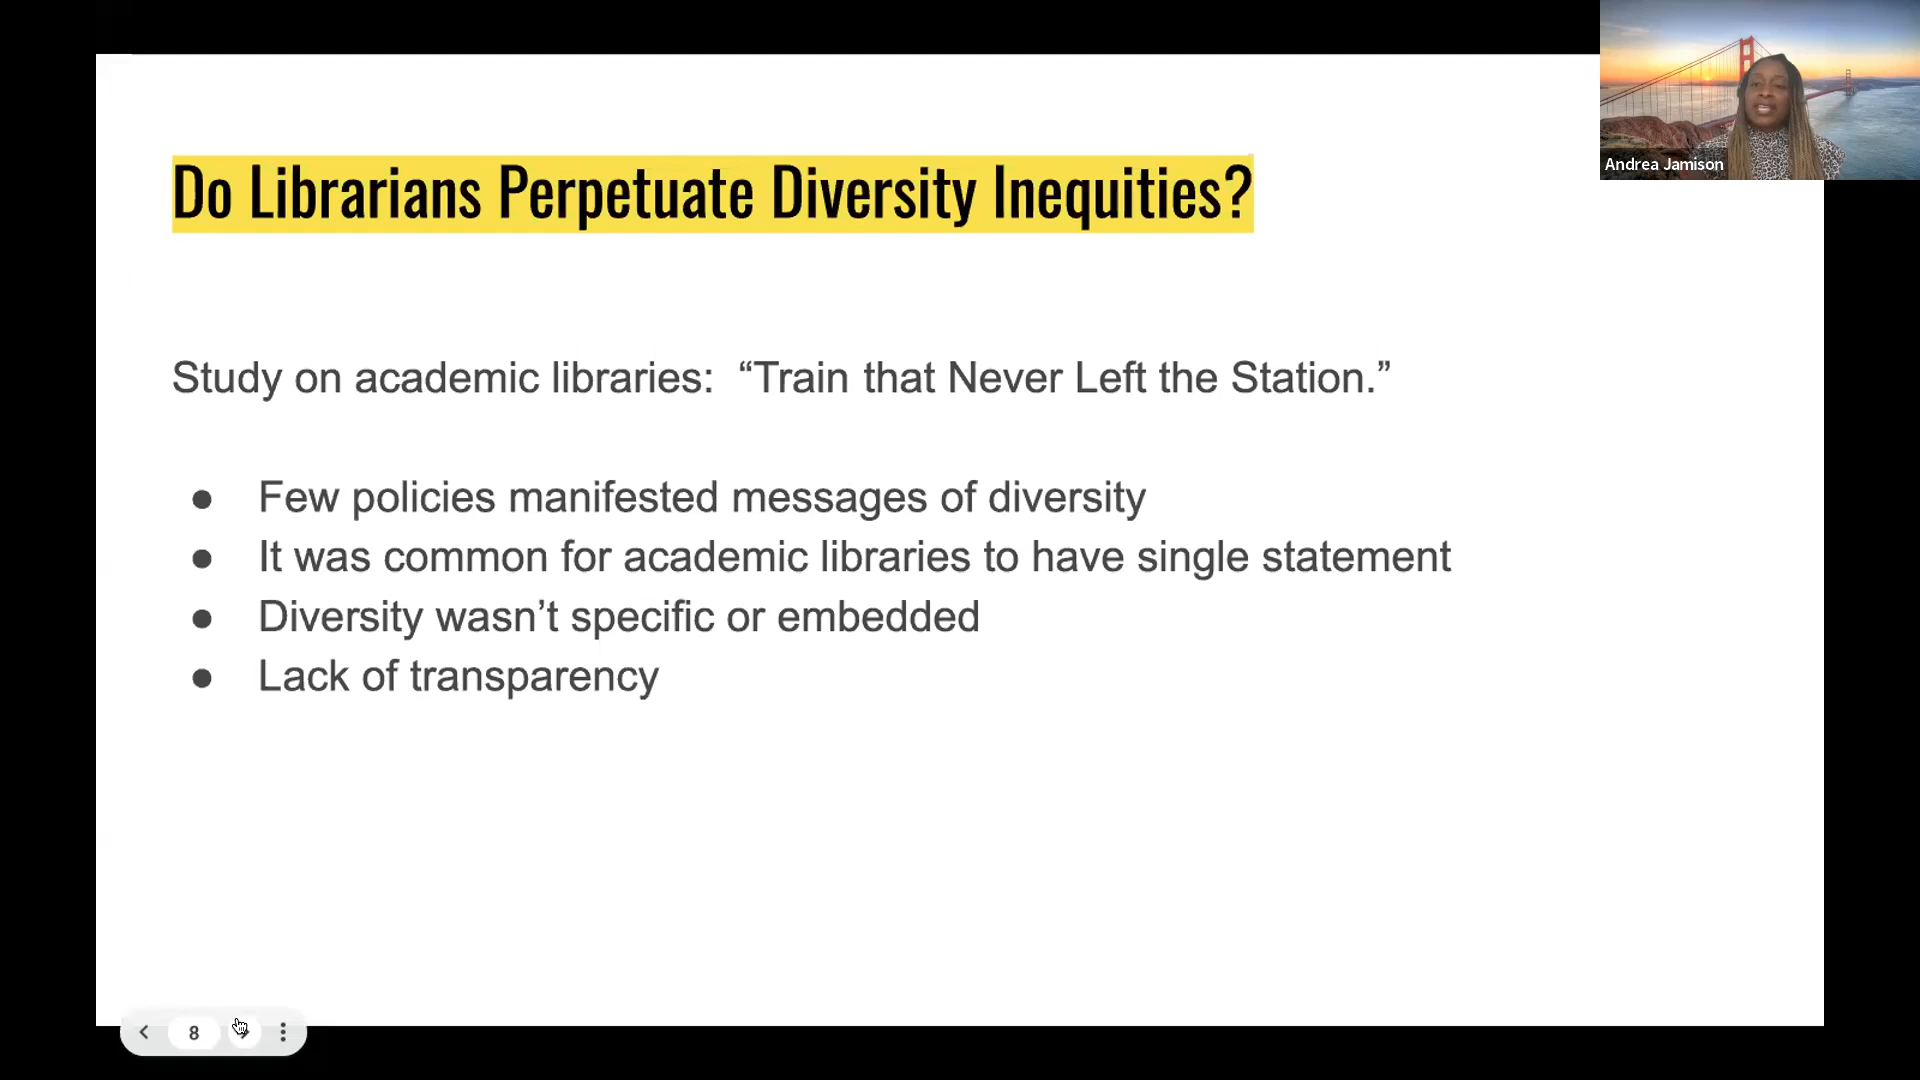 Andrea Jamison
Do Librarians Perpetuate Diversity Inequities?
Study on academic libraries:  “Train that Never Left the Station.”
● Few policies manifested messages of diversity
● It was common for academic libraries to have single statement
● Diversity wasn’t specific or embedded
● Lack of transparency
8